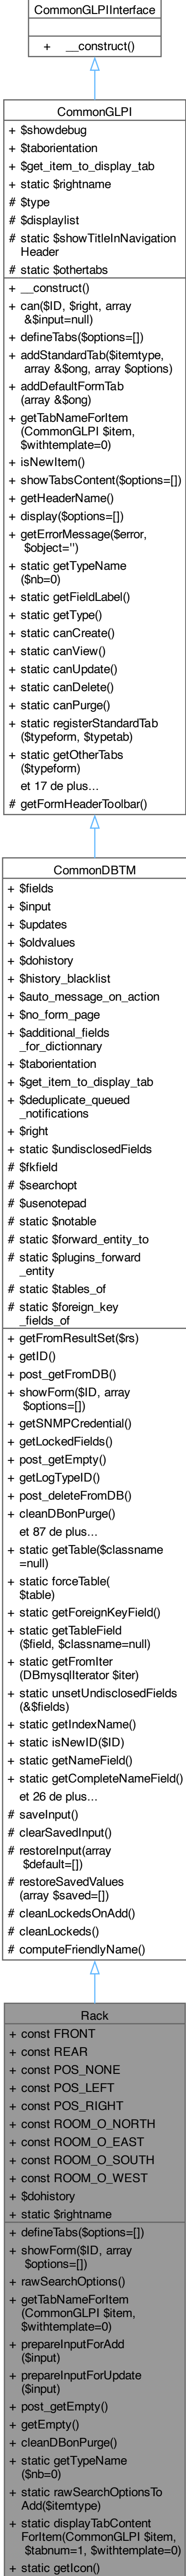 CommonGLPIInterface
+ __construct()
CommonGLPI
+ $showdebug
+ $taborientation
+ $get_item_to_display_tab
+ static $rightname
# $type
# $displaylist
# static $showTitleInNavigation
Header
# static $othertabs
+ __construct()
+ can($ID, $right, array
&$input=null)
+ defineTabs($options=[])
+ addStandardTab($itemtype,
array &$ong, array $options)
+ addDefaultFormTab
(array &$ong)
+ getTabNameForItem
(CommonGLPI $item,
$withtemplate=0)
+ isNewItem()
+ showTabsContent($options=[])
+ getHeaderName()
+ display($options=[])
+ getErrorMessage($error,
$object='')
+ static getTypeName
($nb=0)
+ static getFieldLabel()
+ static getType()
+ static canCreate()
+ static canView()
+ static canUpdate()
+ static canDelete()
+ static canPurge()
+ static registerStandardTab
($typeform, $typetab)
+ static getOtherTabs
($typeform)
et 17 de plus...
# getFormHeaderToolbar()
CommonDBTM
+ $fields
+ $input
+ $updates
+ $oldvalues
+ $dohistory
+ $history_blacklist
+ $auto_message_on_action
+ $no_form_page
+ $additional_fields
_for_dictionnary
+ $taborientation
+ $get_item_to_display_tab
+ $deduplicate_queued
_notifications
+ $right
+ static $undisclosedFields
# $fkfield
# $searchopt
# $usenotepad
# static $notable
# static $forward_entity_to
# static $plugins_forward
_entity
# static $tables_of
# static $foreign_key
_fields_of
+ getFromResultSet($rs)
+ getID()
+ post_getFromDB()
+ showForm($ID, array
$options=[])
+ getSNMPCredential()
+ getLockedFields()
+ post_getEmpty()
+ getLogTypeID()
+ post_deleteFromDB()
+ cleanDBonPurge()
et 87 de plus...
+ static getTable($classname
=null)
+ static forceTable(
$table)
+ static getForeignKeyField()
+ static getTableField
($field, $classname=null)
+ static getFromIter
(DBmysqlIterator $iter)
+ static unsetUndisclosedFields
(&$fields)
+ static getIndexName()
+ static isNewID($ID)
+ static getNameField()
+ static getCompleteNameField()
et 26 de plus...
# saveInput()
# clearSavedInput()
# restoreInput(array
$default=[])
# restoreSavedValues
(array $saved=[])
# cleanLockedsOnAdd()
# cleanLockeds()
# computeFriendlyName()
Rack
+ const FRONT
+ const REAR
+ const POS_NONE
+ const POS_LEFT
+ const POS_RIGHT
+ const ROOM_O_NORTH
+ const ROOM_O_EAST
+ const ROOM_O_SOUTH
+ const ROOM_O_WEST
+ $dohistory
+ static $rightname
+ defineTabs($options=[])
+ showForm($ID, array
$options=[])
+ rawSearchOptions()
+ getTabNameForItem
(CommonGLPI $item,
$withtemplate=0)
+ prepareInputForAdd
($input)
+ prepareInputForUpdate
($input)
+ post_getEmpty()
+ getEmpty()
+ cleanDBonPurge()
+ static getTypeName
($nb=0)
+ static rawSearchOptionsTo
Add($itemtype)
+ static displayTabContent
ForItem(CommonGLPI $item,
$tabnum=1, $withtemplate=0)
+ static getIcon()